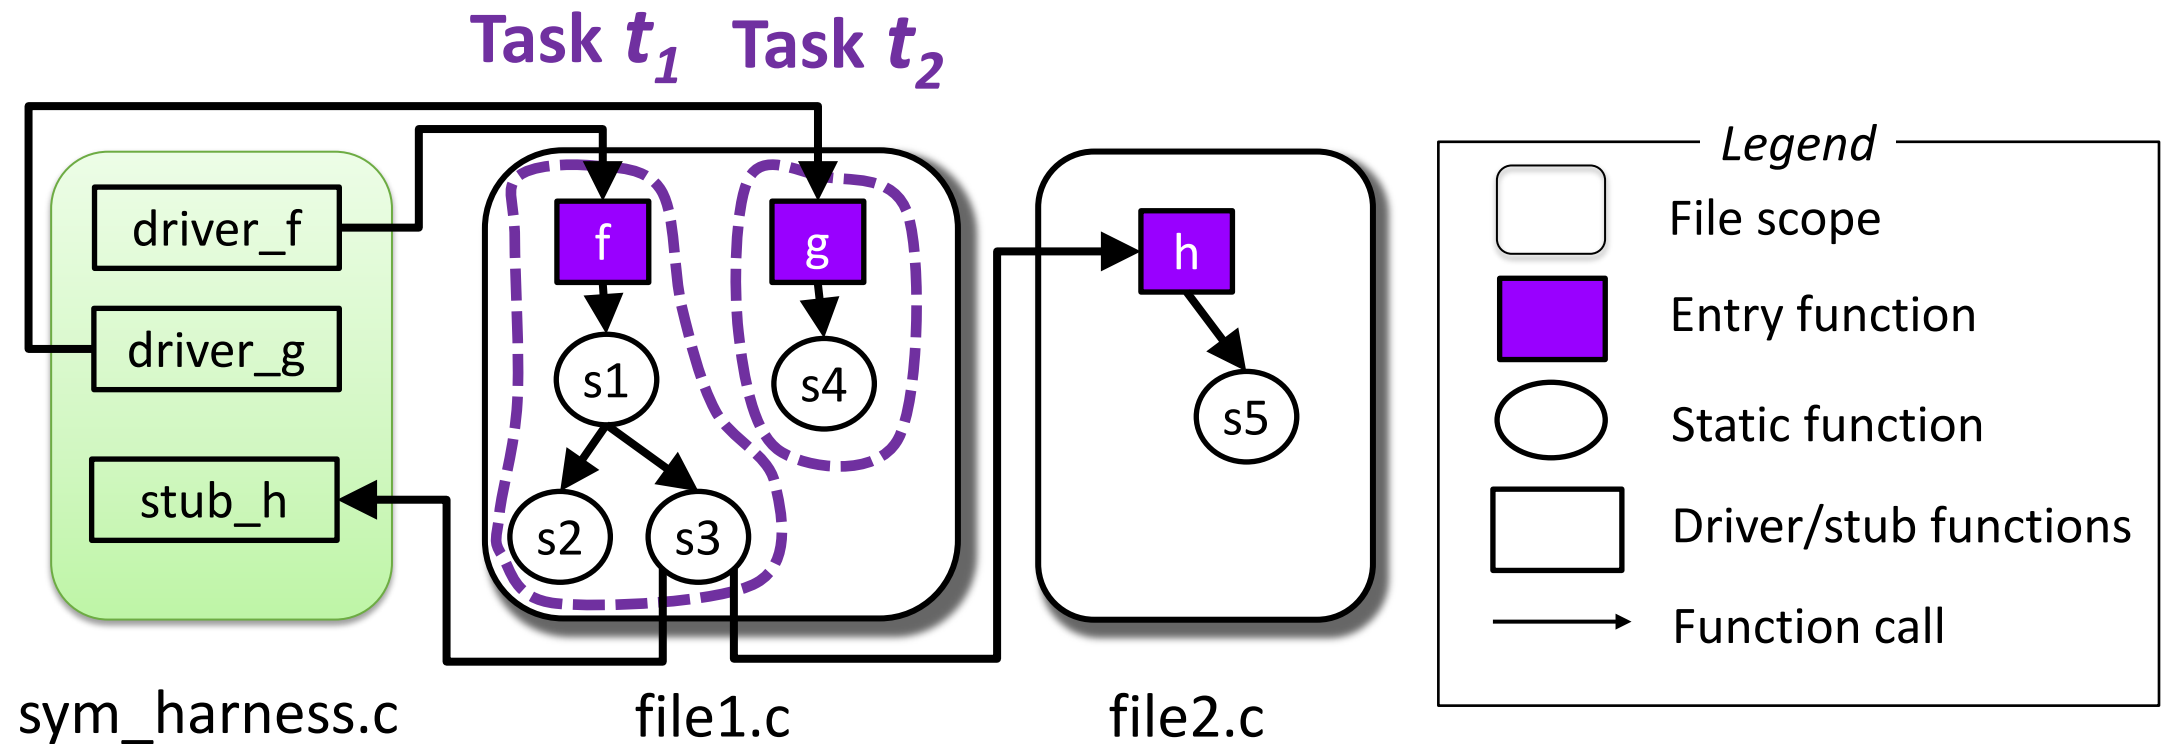 Task t1
Task t2
driver_f
driver_g
stub_h
f
g
s1
s4
s2
s3
h
s5
sym_harness.c
file1.c
file2.c
Legend
File scope
Entry function
Static function
Driver/stub functions
Function call